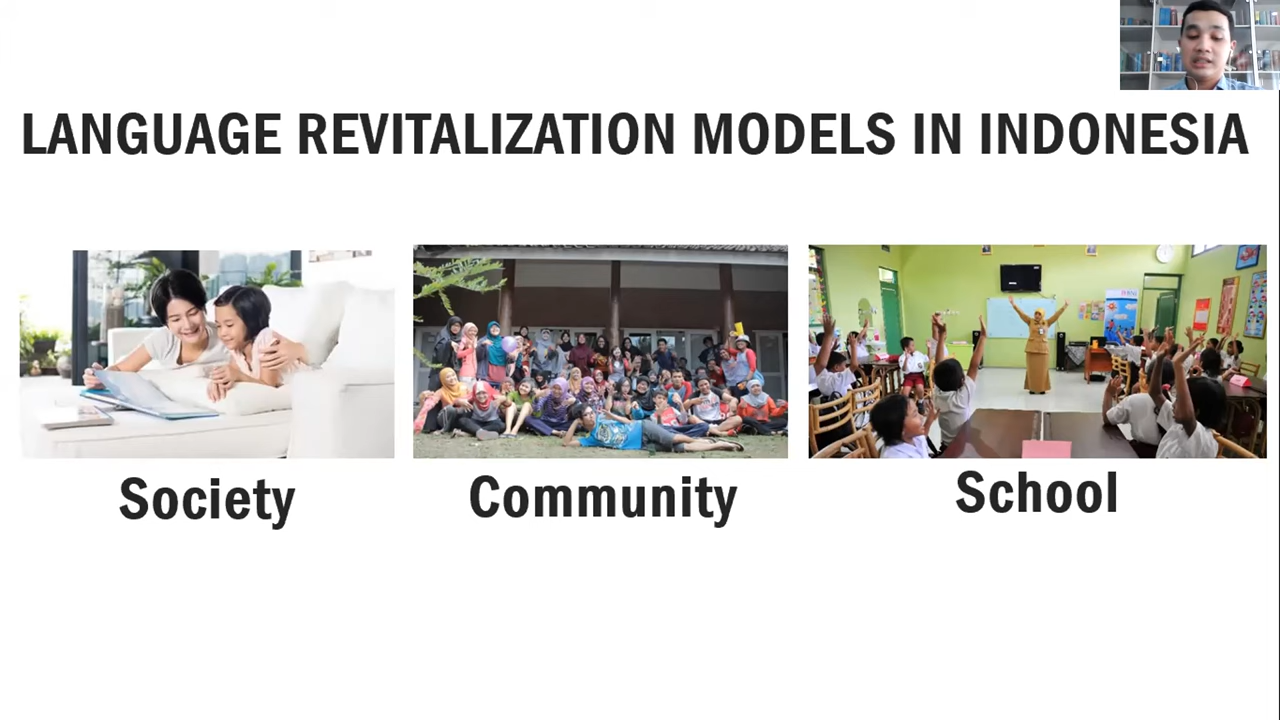 LANGUAGE REVITALIZATION MODELS IN INDONESIA
Society
Community
School